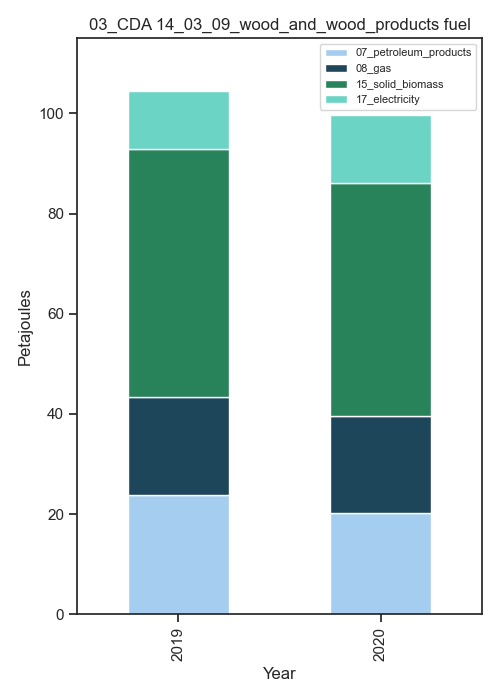 03_CDA 14_03_09_wood_and_wood_products fuel
07_petroleum_products
08_gas
15_solid_biomass
17_electricity
100
80
60
40
20
0
Petajoules
2019
2020
Year